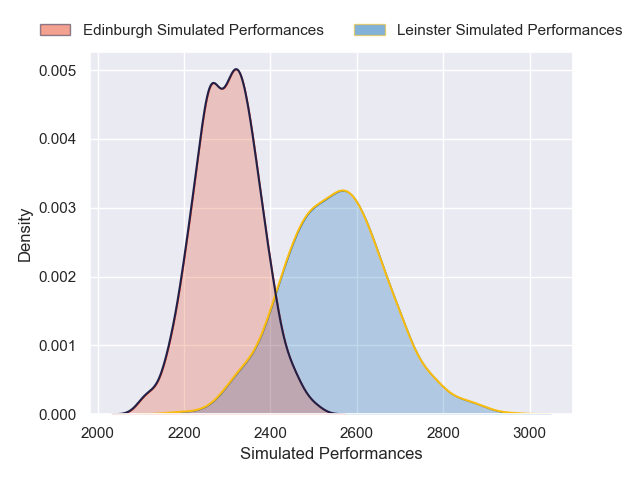 Edinburgh Simulated Performances Leinster Simulated Performances
0.005
0.004
0.003
0.002
0.001
0.000
Density
2000 2200 2400 2600 2800 3000
Simulated Performances